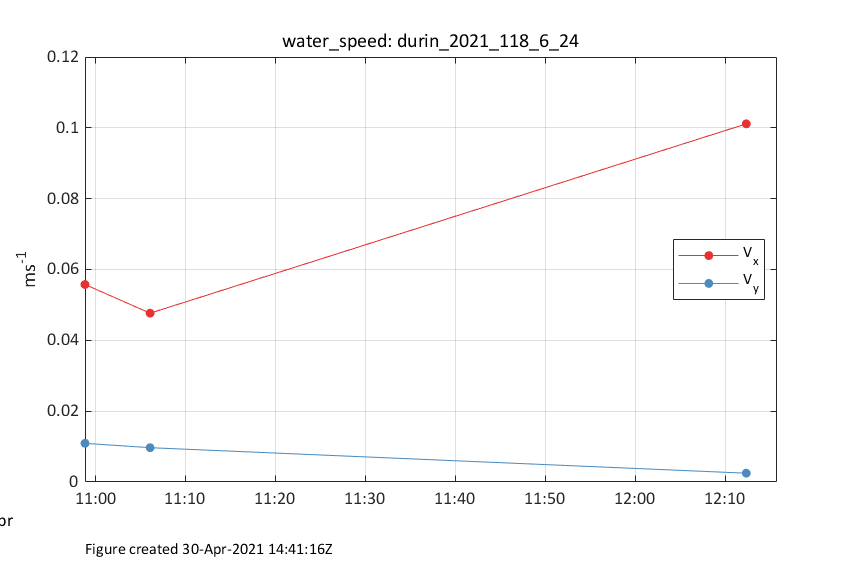 water_speed: durin_2021_118_6_24
0.12
0.1
0.08
0.06
0.04
0.02
0
ms-1
Vx
Vy
11:00 11:10 11:20 11:30 11:40 11:50 12:00 12:10
pr
Figure created 30-Apr-2021 14:41:16Z